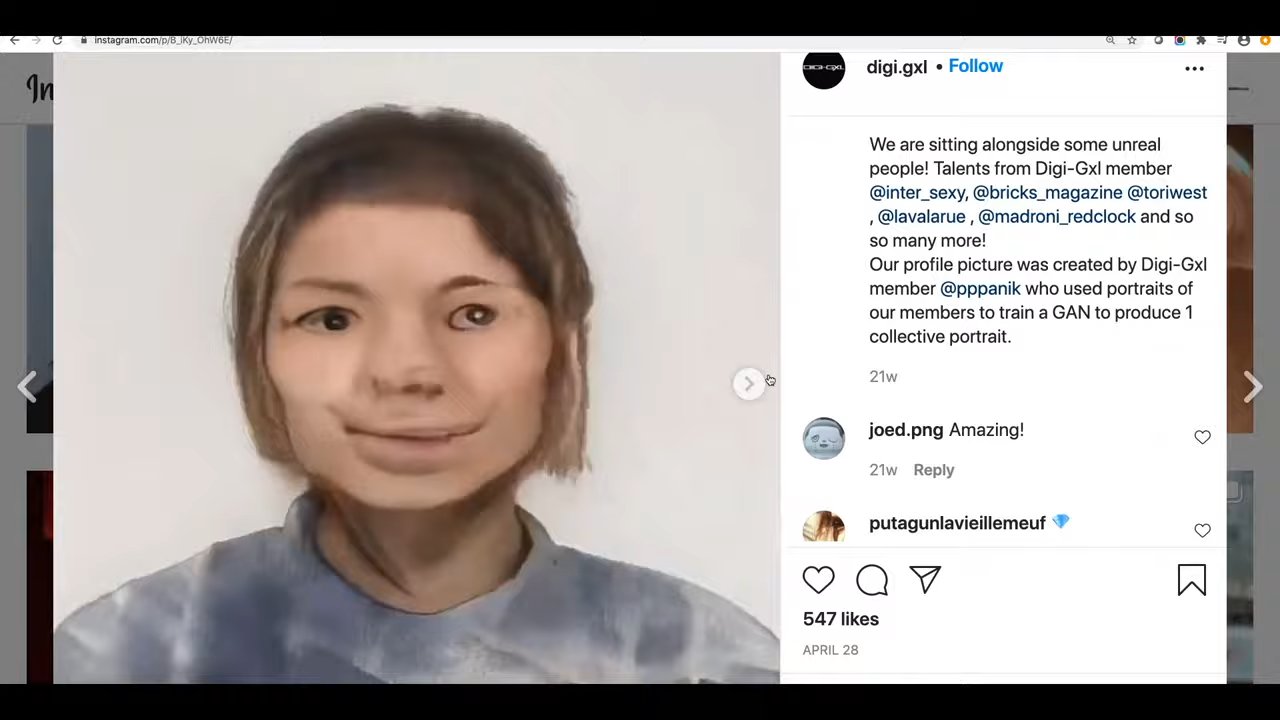 instagram.com/p/B_iKy_OhW6E/
In
DIGI-GXL
digi.gxl • Follow
We are sitting alongside some unreal
people! Talents from Digi-Gxl member
@inter_sexy, @bricks_magazine @toriwest
, @lavalarue , @madroni_redclock and so
so many more!
Our profile picture was created by Digi-Gxl
member @pppanik who used portraits of
our members to train a GAN to produce 1
collective portrait.
21w
joed.png Amazing!
21w Reply
putagunlavieillemeuf 💎
547 likes
APRIL 28